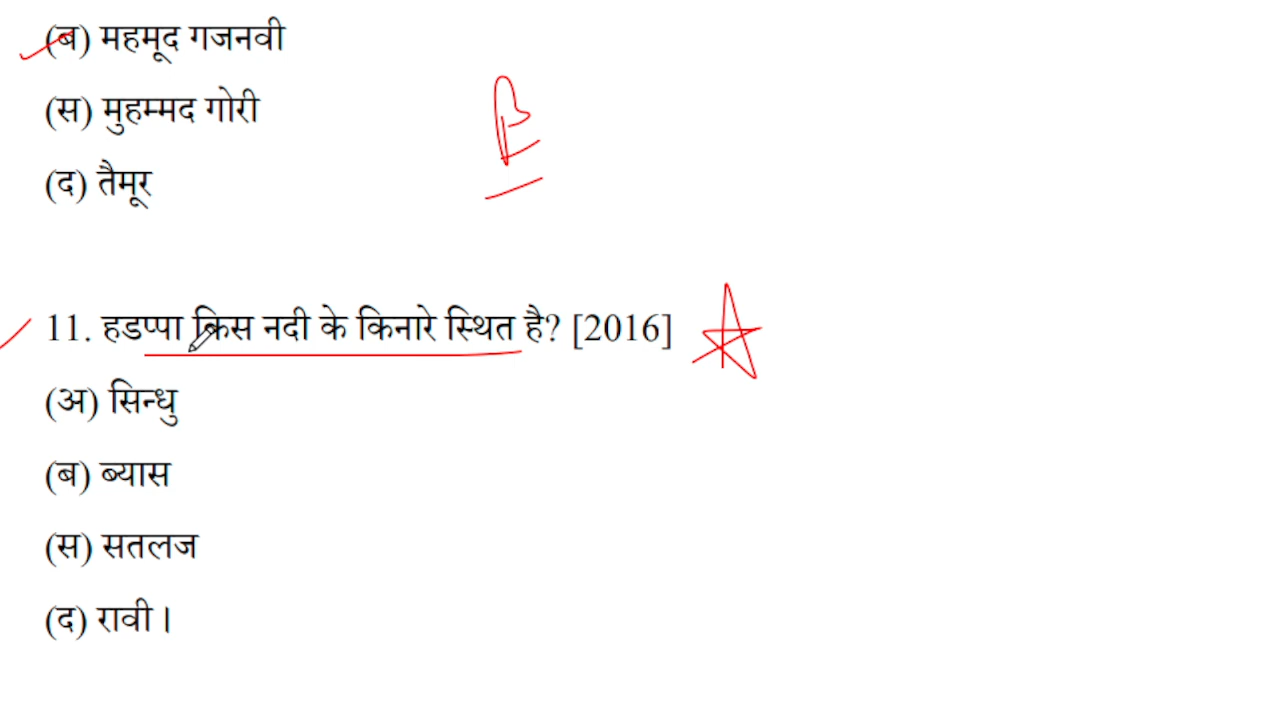 (ब) महमूद गजनवी
(स) मुहम्मद गोरी
(द) तैमूर
B
11. हडप्पा किस नदी के किनारे स्थित है? [2016]
(अ) सिन्धु
(ब) ब्यास
(स) सतलज
(द) रावी।